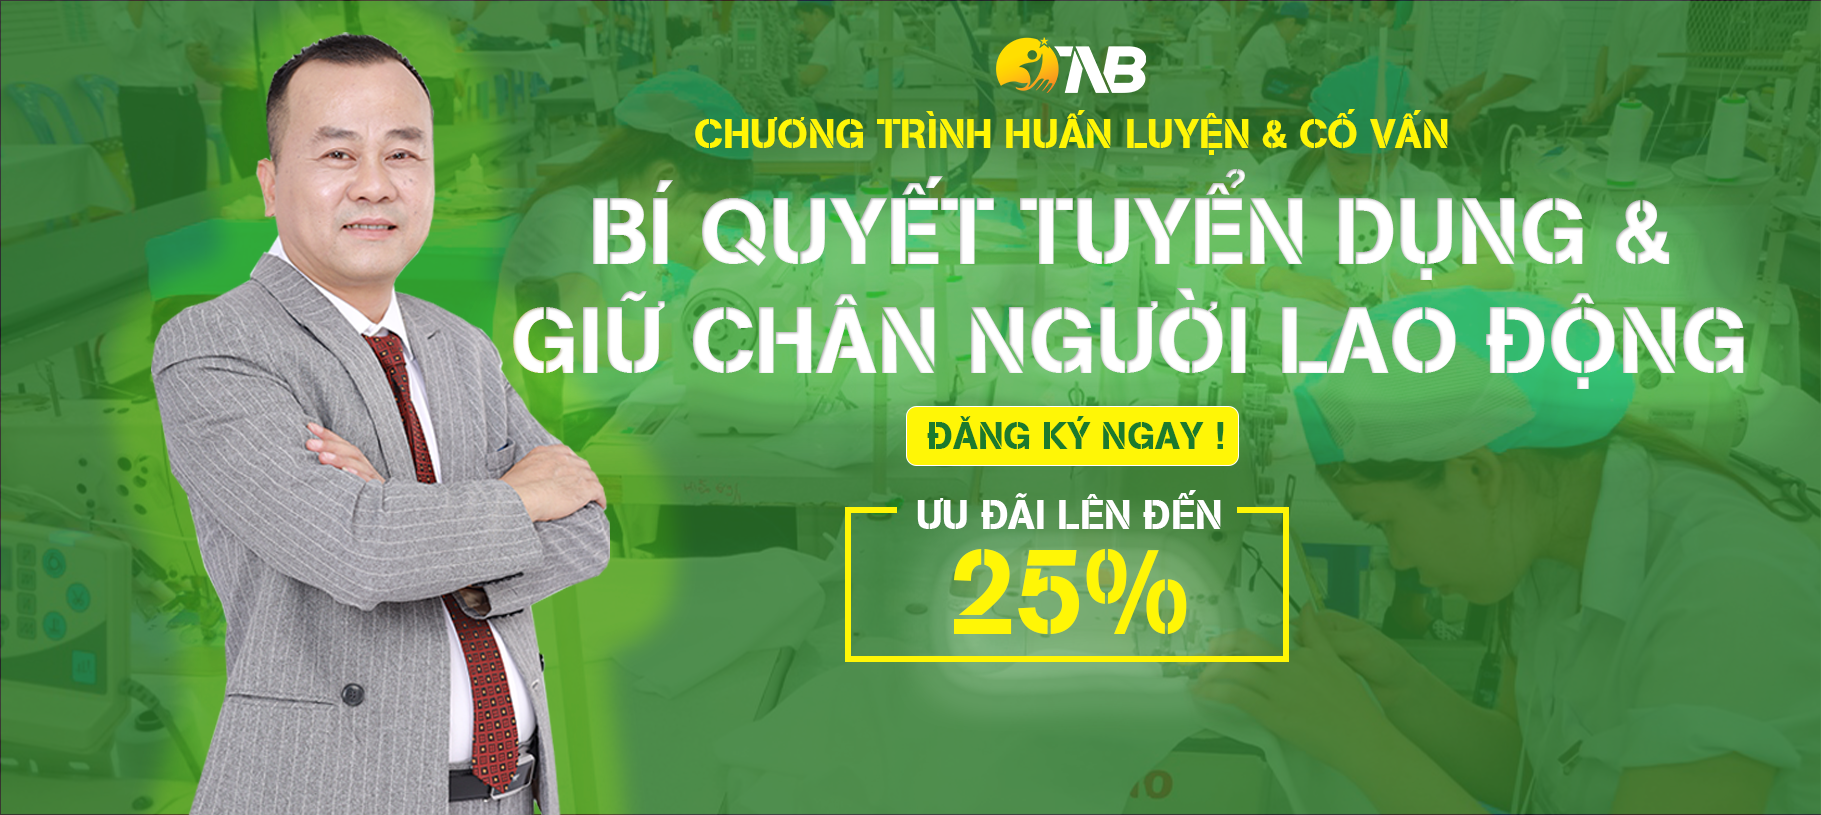 TAB
CHƯƠNG TRÌNH HUẤN LUYỆN & CỐ VẤN
BÍ QUYẾT TUYỂN DỤNG &
GIỮ CHÂN NGƯỜI LAO ĐỘNG
ĐĂNG KÝ NGAY !
ƯU ĐÃI LÊN ĐẾN
25%